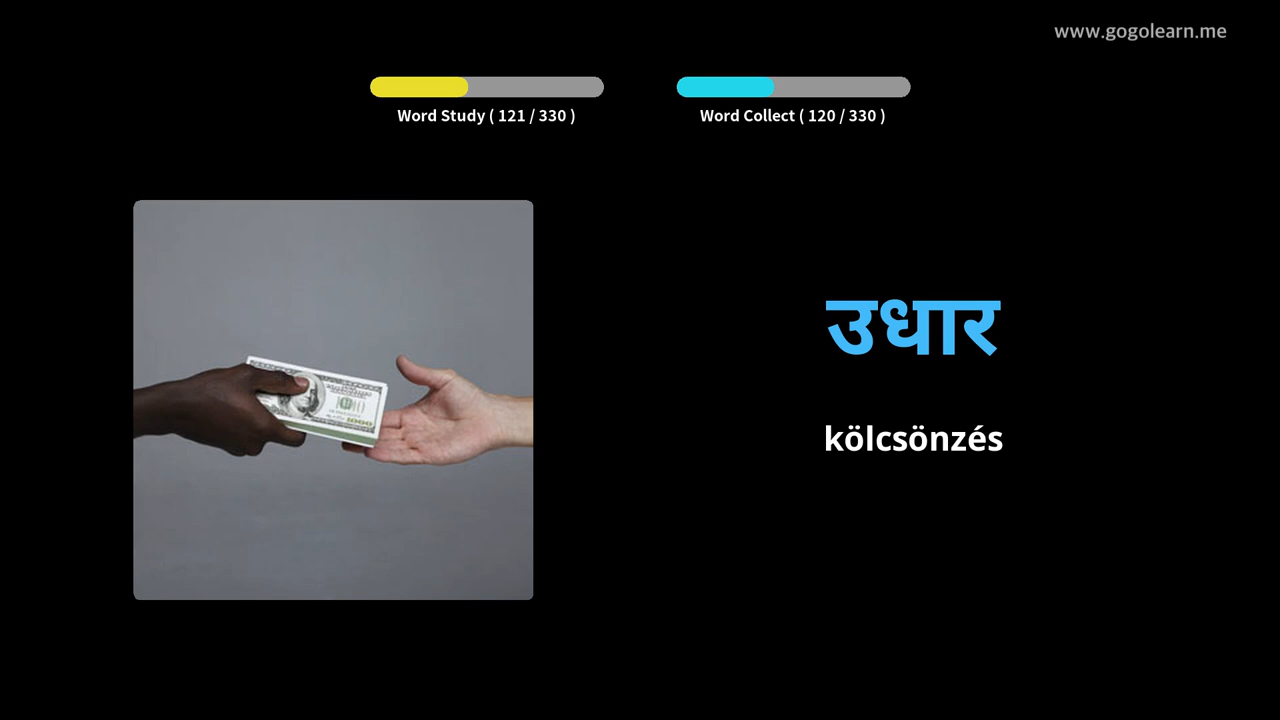 www.gogolearn.me
Word Study ( 121 / 330 )
Word Collect ( 120 / 330 )
उधार
kölcsönzés